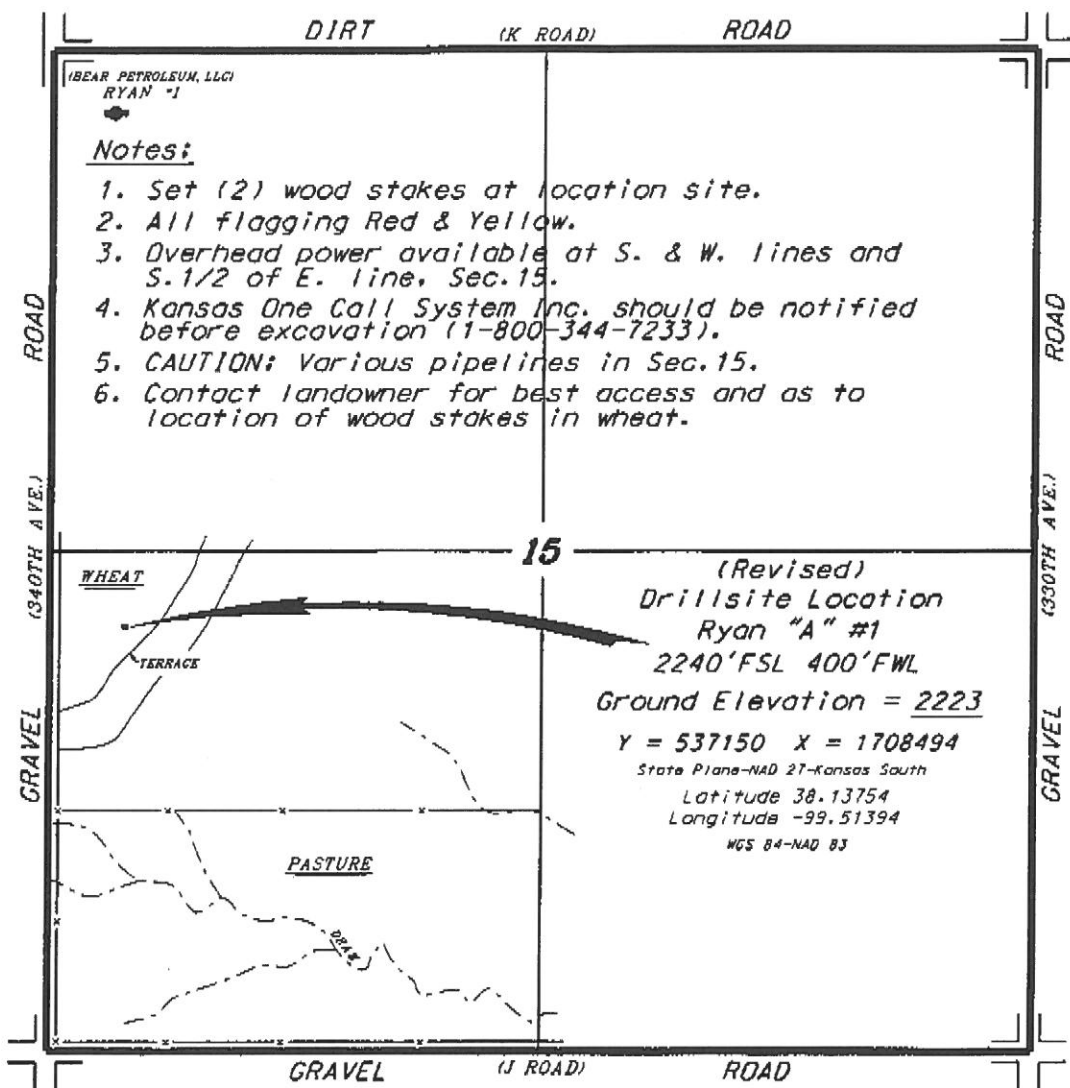 DIRT (K ROAD) ROAD
(BEAR PETROLEUM, LLC)
RYAN #1
Notes:
1. Set (2) wood stakes at location site.
2. All flagging Red & Yellow.
3. Overhead power available at S. & W. lines and
S.1/2 of E. line, Sec.15.
4. Kansas One Call System Inc. should be notified
before excavation (1-800-344-7233).
5. CAUTION: Various pipelines in Sec.15.
6. Contact landowner for best access and as to
location of wood stakes in wheat.
GRAVEL (340TH AVE.) ROAD
GRAVEL (330TH AVE.) ROAD
15
WHEAT
TERRACE
(Revised)
Drillsite Location
Ryan "A" #1
2240'FSL 400'FWL
Ground Elevation = 2223
Y = 537150 X = 1708494
State Plane-NAD 27-Kansas South
Latitude 38.13754
Longitude -99.51394
WGS 84-NAD 83
PASTURE
DRAW
GRAVEL (J ROAD) ROAD